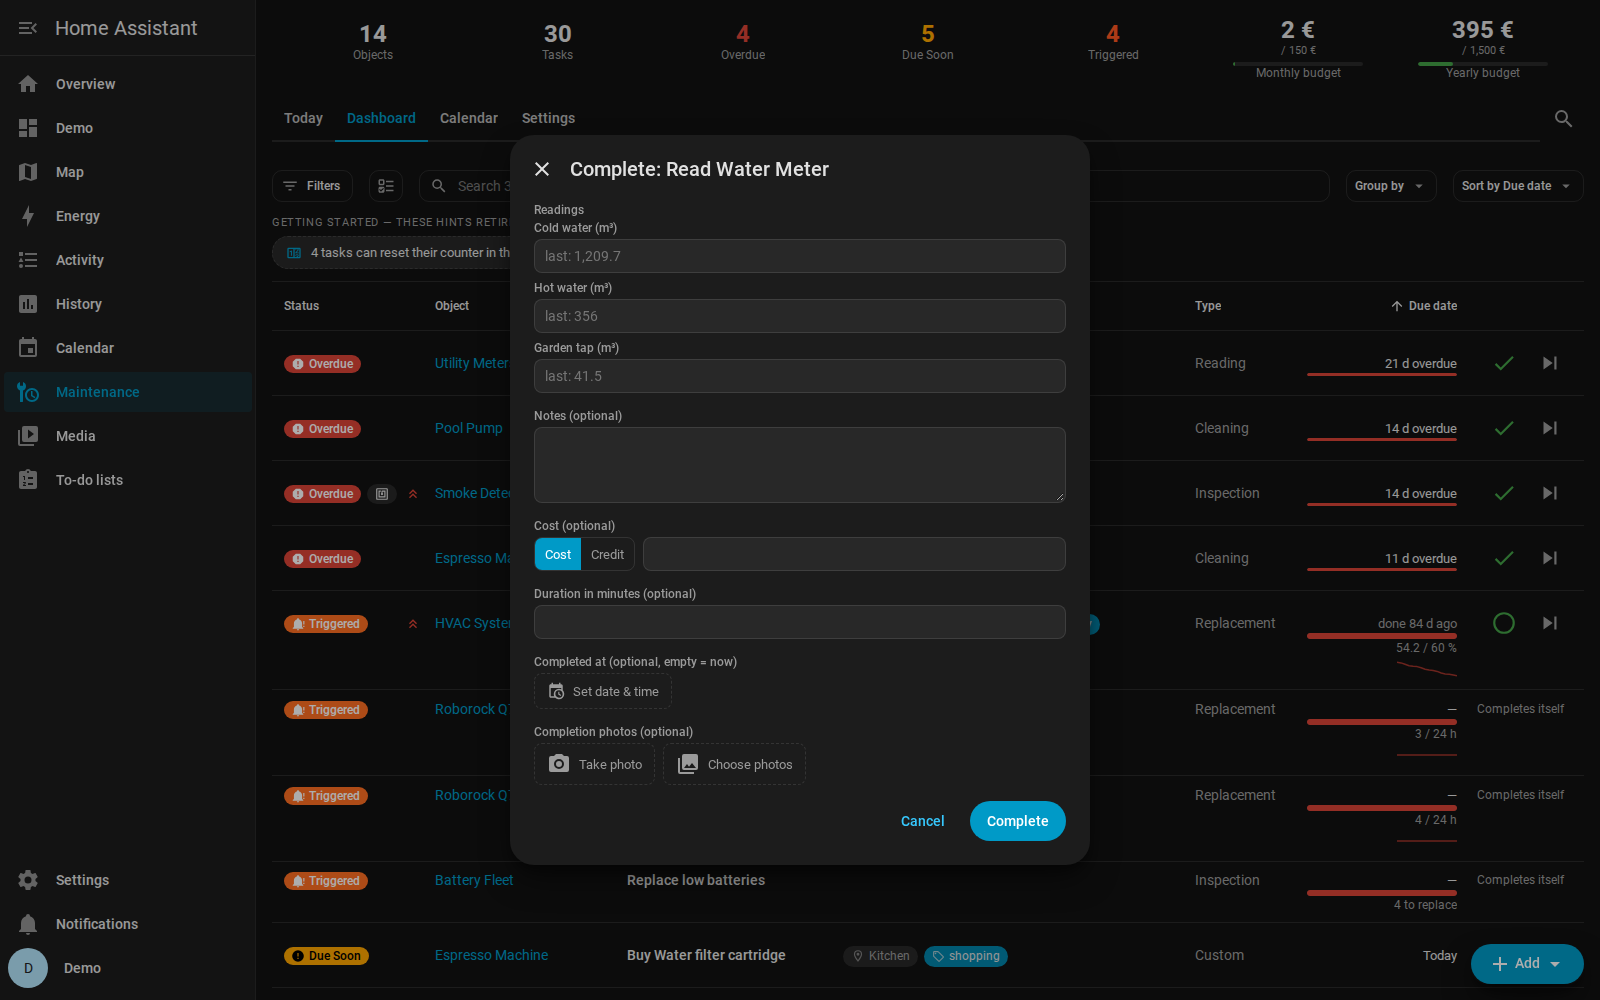 Home Assistant
Overview
Demo
Map
Energy
Activity
History
Calendar
Maintenance
Media
To-do lists
Settings
Notifications
D Demo
14 Objects
30 Tasks
4 Overdue
5 Due Soon
4 Triggered
2 € / 150 € Monthly budget
395 € / 1,500 € Yearly budget
Today Dashboard Calendar Settings
Filters Search 3 Group by Sort by Due date
GETTING STARTED — THESE HINTS RETIR
4 tasks can reset their counter in th
Status Object Type Due date
Overdue Utility Meter Reading 21 d overdue
Overdue Pool Pump Cleaning 14 d overdue
Overdue Smoke Dete Inspection 14 d overdue
Overdue Espresso Ma Cleaning 11 d overdue
Triggered HVAC Syste Replacement done 84 d ago
54.2 / 60 %
Triggered Roborock Q Replacement — Completes itself
3 / 24 h
Triggered Roborock Q Replacement — Completes itself
4 / 24 h
Triggered Battery Fleet Replace low batteries Inspection — Completes itself
4 to replace
Due Soon Espresso Machine Buy Water filter cartridge Kitchen shopping Custom Today
Add
Complete: Read Water Meter
Readings
Cold water (m³)
last: 1,209.7
Hot water (m³)
last: 356
Garden tap (m³)
last: 41.5
Notes (optional)
Cost (optional)
Cost Credit
Duration in minutes (optional)
Completed at (optional, empty = now)
Set date & time
Completion photos (optional)
Take photo Choose photos
Cancel Complete